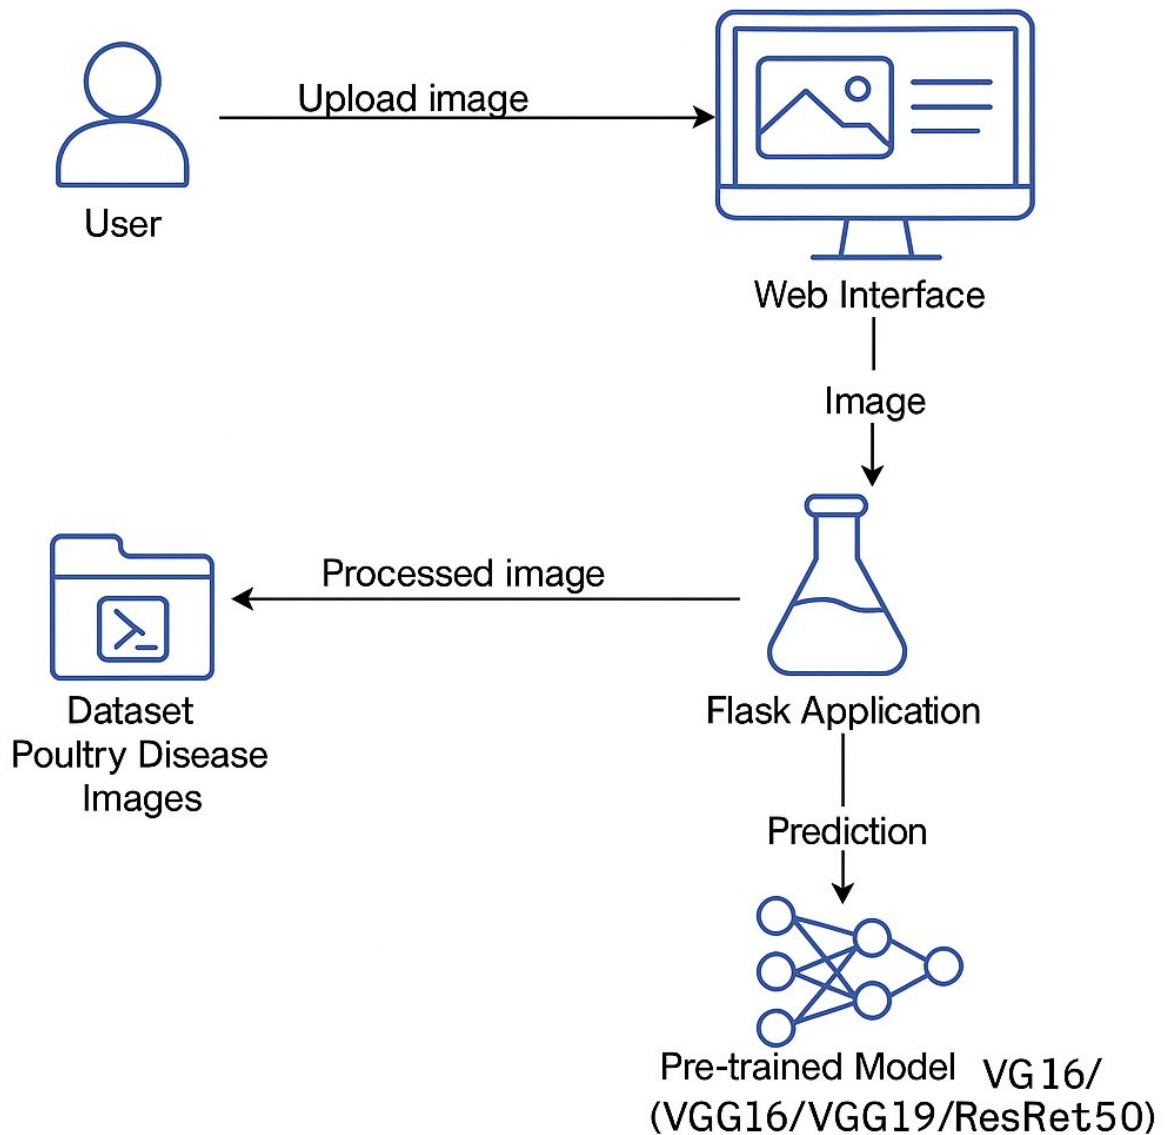 Upload image
User
Web Interface
Image
Processed image
Dataset
Poultry Disease
Images
Flask Application
Prediction
Pre-trained Model VG16/
(VGG16/VGG19/ResRet50)